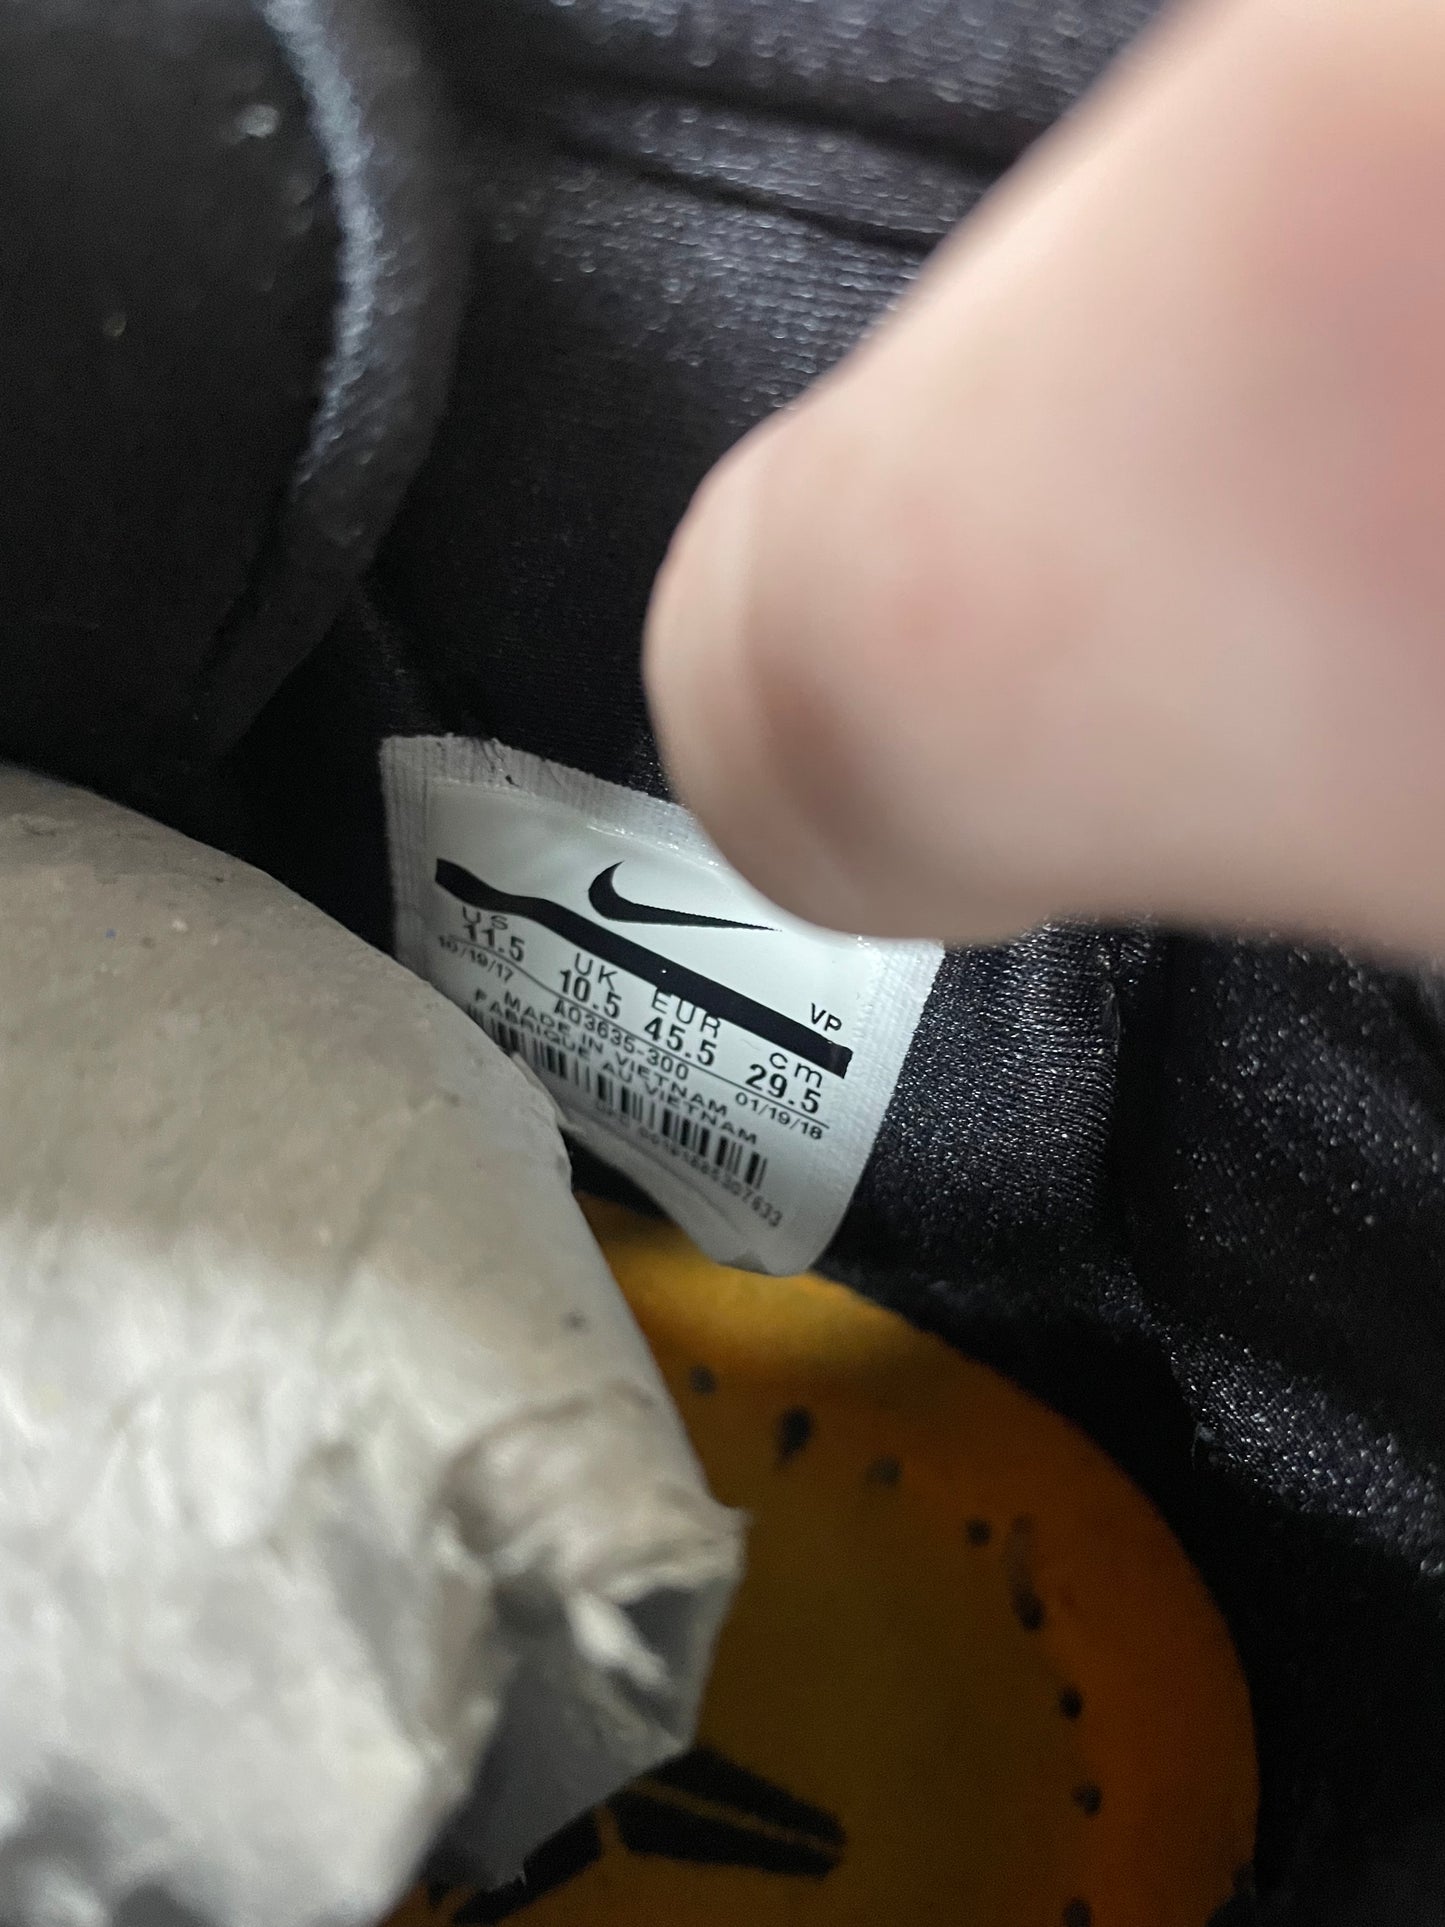 VP
US UK EUR cm
11.5 10.5 45.5 29.5
10/19/17 AO3635-300 01/19/18
MADE IN VIETNAM
FABRIQUE AU VIETNAM